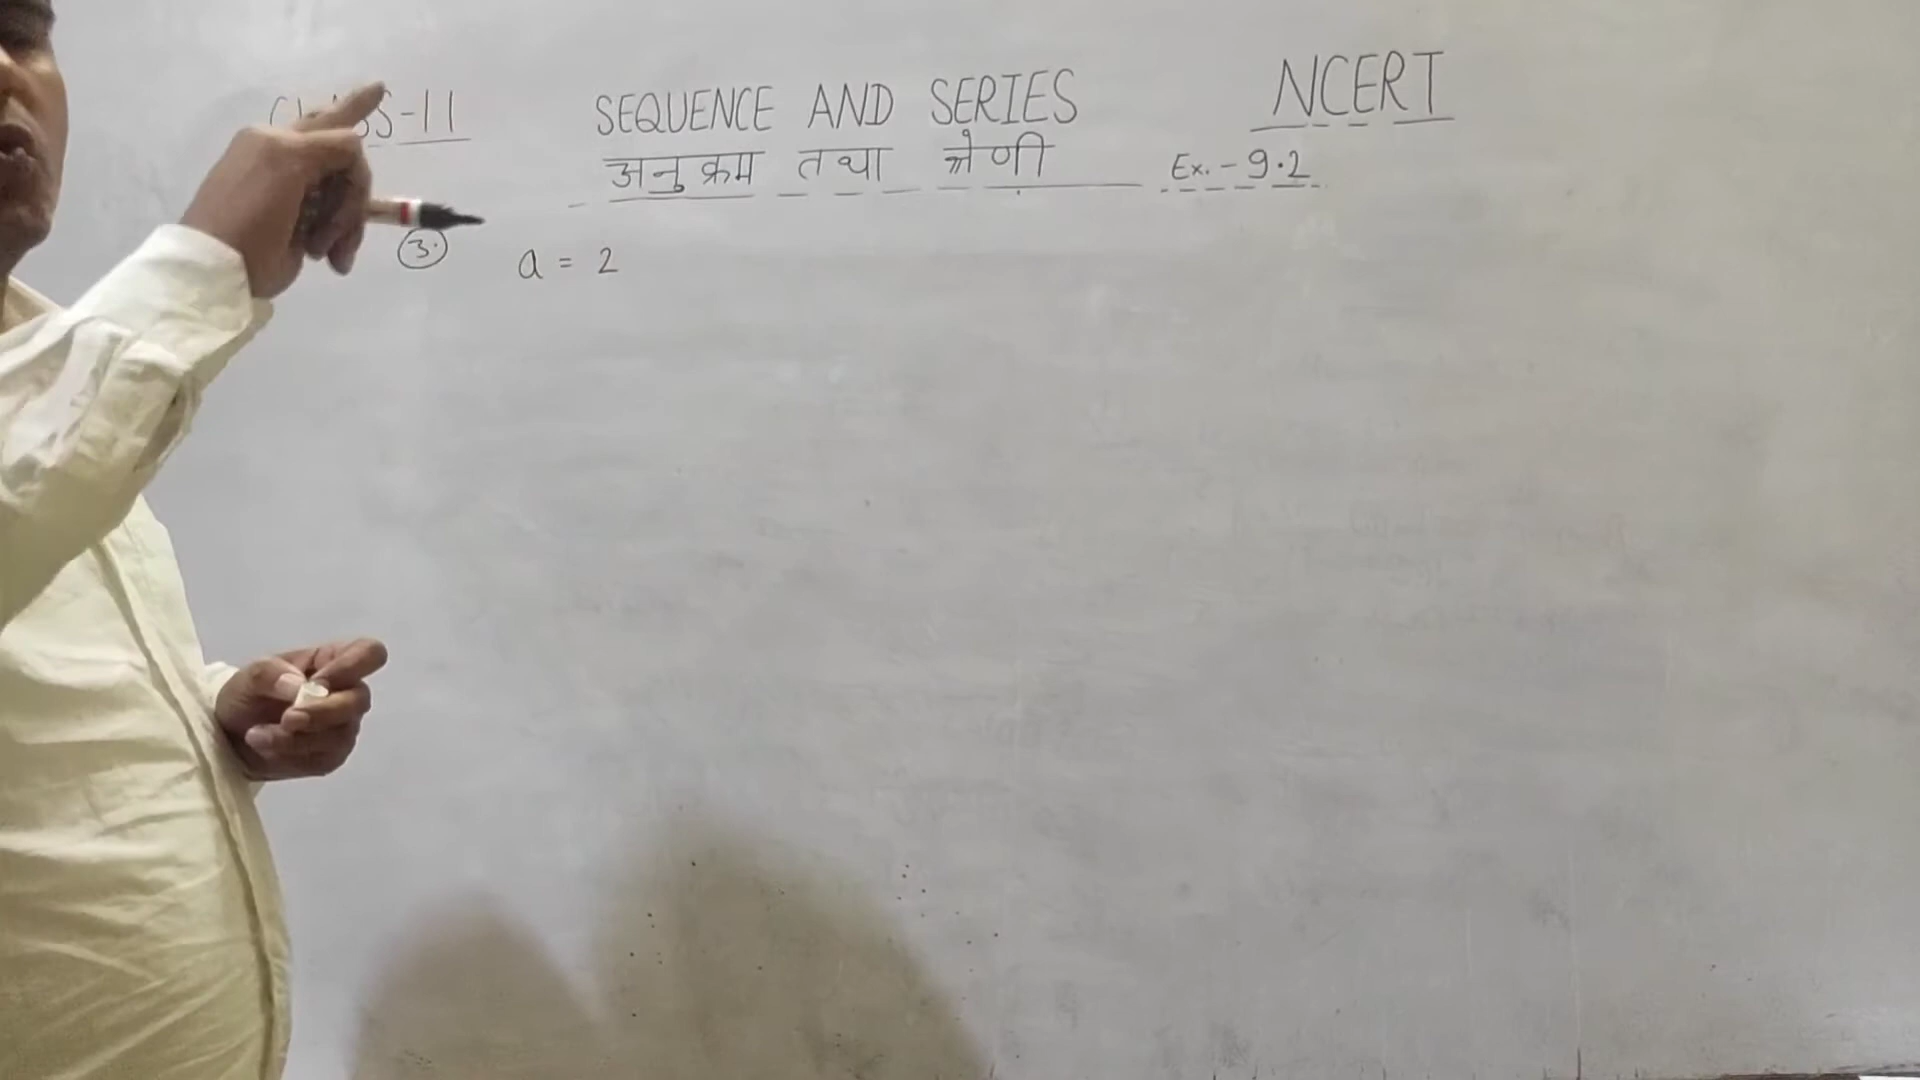 CLASS-11 SEQUENCE AND SERIES NCERT
अनुक्रम तथा श्रेणी Ex. - 9.2
3. a = 2